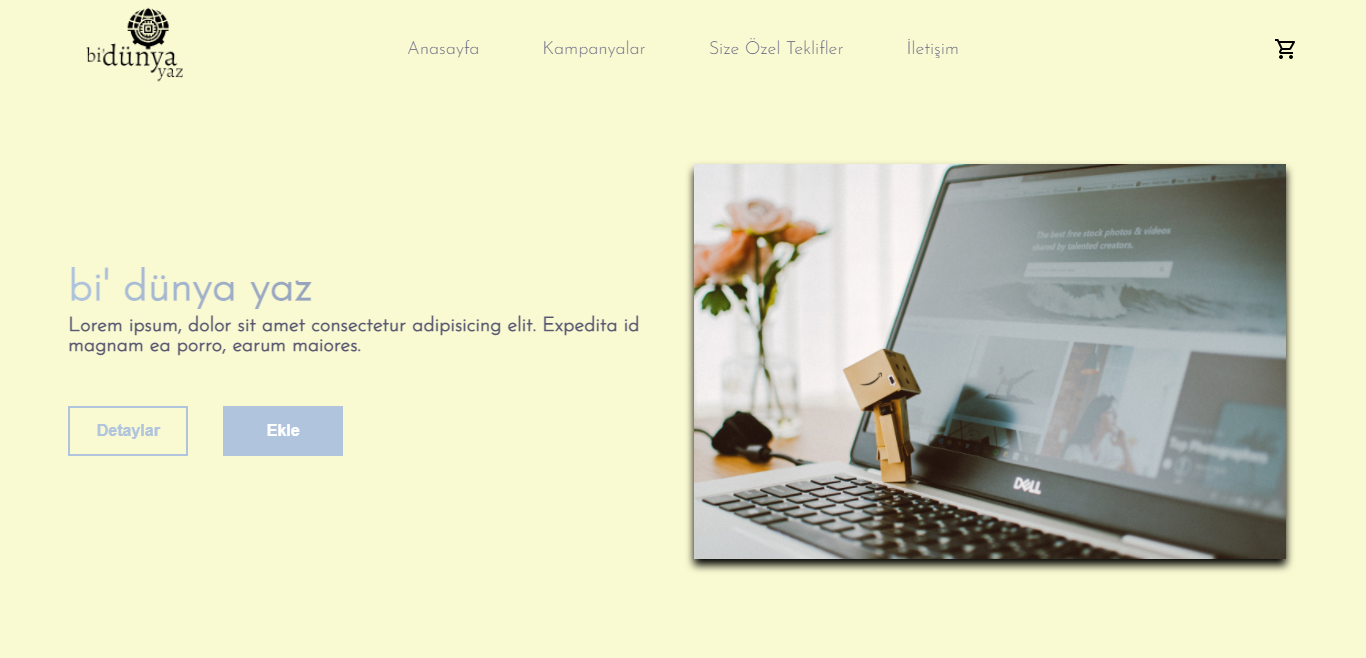 bi' dünya
yaz
Anasayfa
Kampanyalar
Size Özel Teklifler
İletişim
bi' dünya yaz
Lorem ipsum, dolor sit amet consectetur adipisicing elit. Expedita id
magnam ea porro, earum maiores.
Detaylar
Ekle
The best free stock photos & videos
shared by talented creators.
Top Photographers
DELL